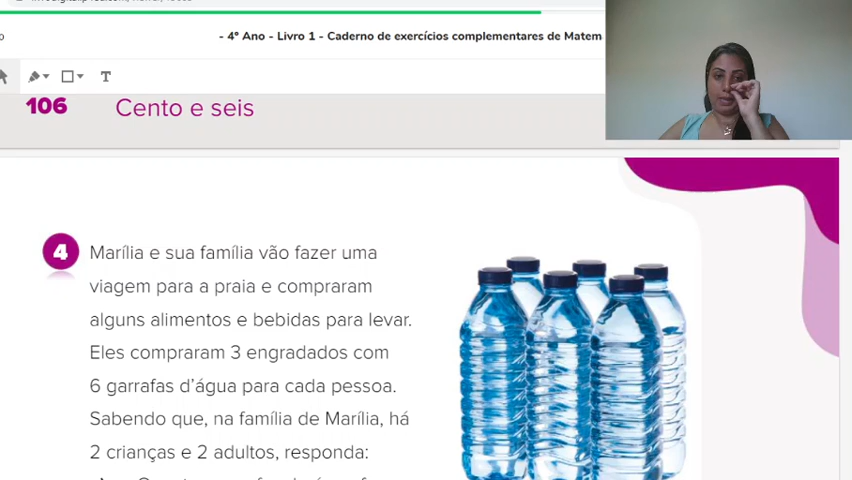 - 4º Ano - Livro 1 - Caderno de exercícios complementares de Matem
T
106 Cento e seis
4 Marília e sua família vão fazer uma
viagem para a praia e compraram
alguns alimentos e bebidas para levar.
Eles compraram 3 engradados com
6 garrafas d'água para cada pessoa.
Sabendo que, na família de Marília, há
2 crianças e 2 adultos, responda: